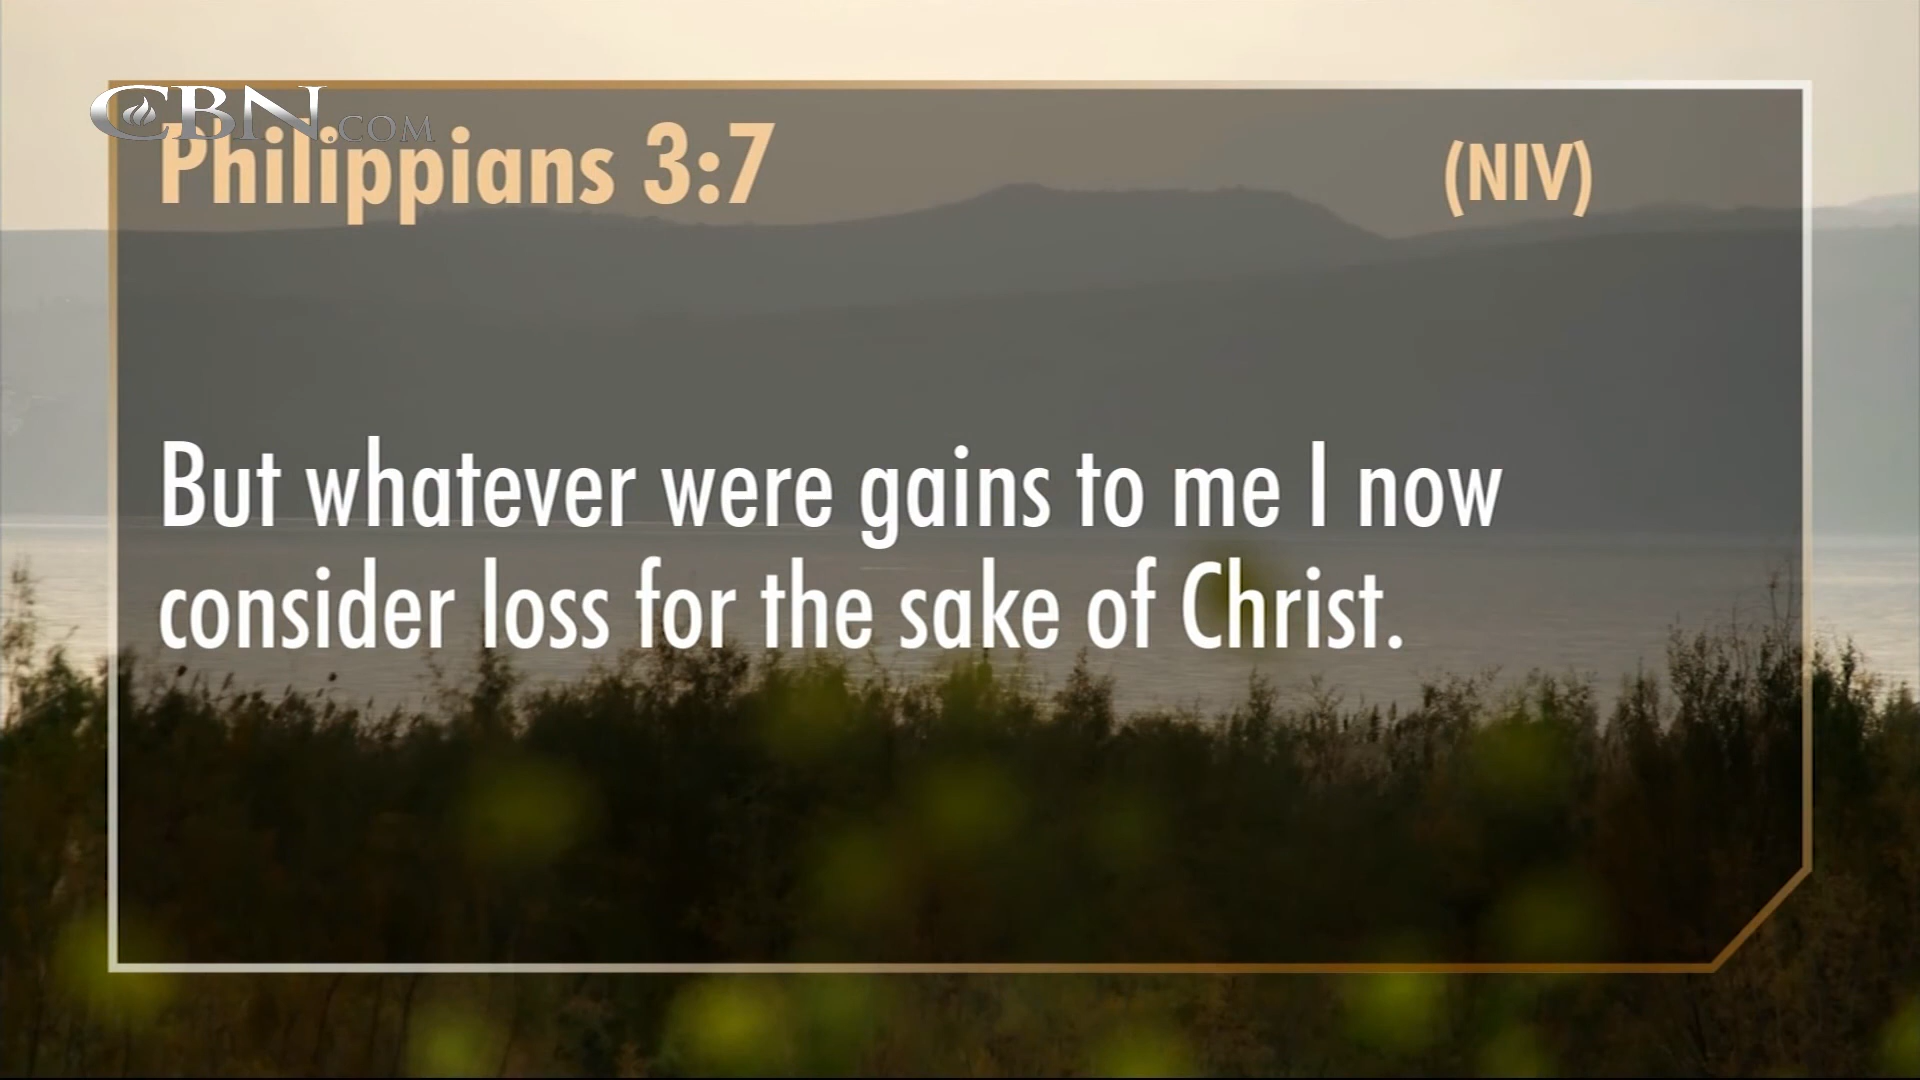 CBN.COM
Philippians 3:7 (NIV)
But whatever were gains to me I now
consider loss for the sake of Christ.